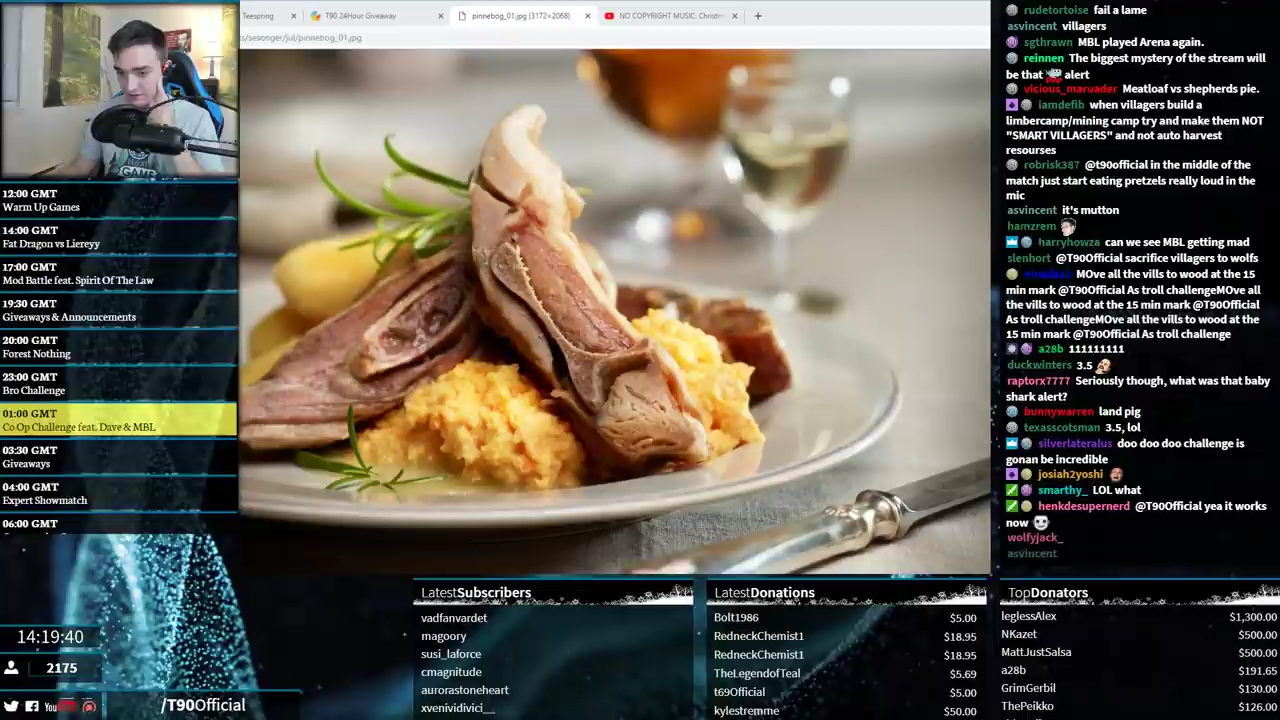 Teespring
T90 24Hour Giveaway
pinnebog_01.jpg (3172×2068)
NO COPYRIGHT MUSIC: Christm
s/sesonger/jul/pinnebog_01.jpg
12:00 GMT
Warm Up Games
14:00 GMT
Fat Dragon vs Liereyy
17:00 GMT
Mod Battle feat. Spirit Of The Law
19:30 GMT
Giveaways & Announcements
20:00 GMT
Forest Nothing
23:00 GMT
Bro Challenge
01:00 GMT
Co Op Challenge feat. Dave & MBL
03:30 GMT
Giveaways
04:00 GMT
Expert Showmatch
06:00 GMT
14:19:40
2175
/T90Official
rudetortoise fail a lame
asvincent villagers
sgthrawn MBL played Arena again.
reinnen The biggest mystery of the stream will
be that alert
vicious_maruader Meatloaf vs shepherds pie.
iamdefib when villagers build a
limbercamp/mining camp try and make them NOT
"SMART VILLAGERS" and not auto harvest
resourses
robrisk387 @t90official in the middle of the
match just start eating pretzels really loud in the
mic
asvincent it's mutton
hamzrem
harryhowza can we see MBL getting mad
slenhort @T90Official sacrifice villagers to wolfs
MOve all the vills to wood at the 15
min mark @T90Official As troll challengeMOve all
the vills to wood at the 15 min mark @T90Official
As troll challengeMOve all the vills to wood at the
15 min mark @T90Official As troll challenge
a28b 111111111
duckwinters 3.5
raptorx7777 Seriously though, what was that baby
shark alert?
bunnywarren land pig
texasscotsman 3.5, lol
silverlateralus doo doo doo challenge is
gonan be incredible
josiah2yoshi
smarthy_ LOL what
henkdesupernerd @T90Official yea it works
now
wolfyjack_
asvincent
LatestSubscribers
vadfanvardet
magoory
susi_laforce
cmagnitude
aurorastoneheart
xvenividivici__
LatestDonations
Bolt1986 $5.00
RedneckChemist1 $18.95
RedneckChemist1 $18.95
TheLegendofTeal $5.69
t69Official $5.00
kylestremme $50.00
TopDonators
leglessAlex $1,300.00
NKazet $500.00
MattJustSalsa $500.00
a28b $191.65
GrimGerbil $130.00
ThePeikko $126.00